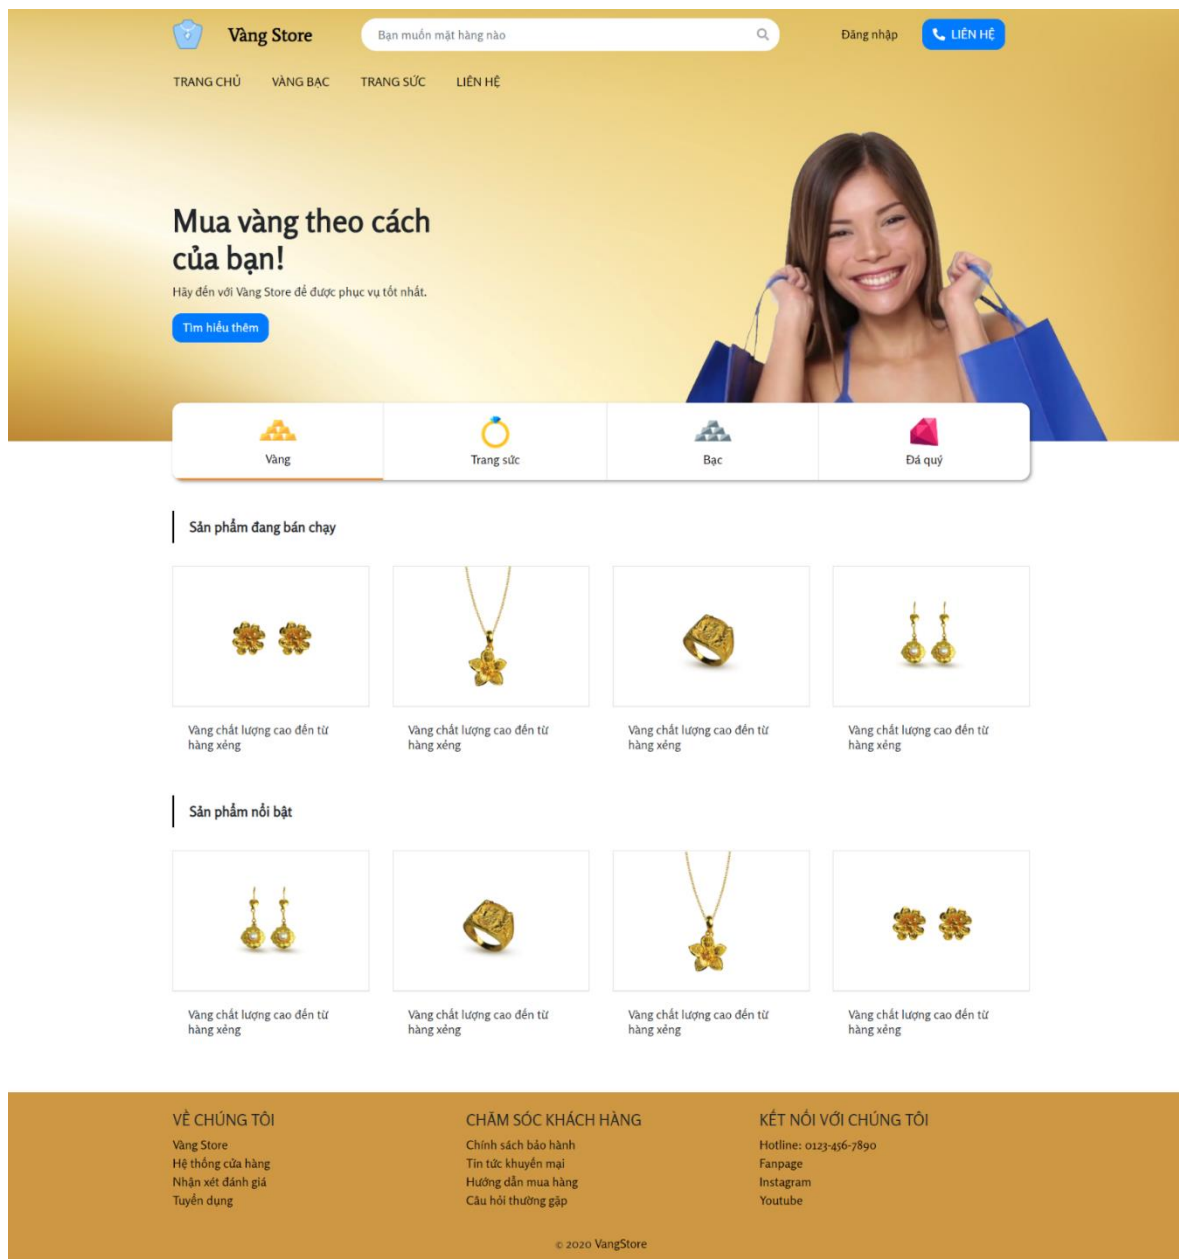 Vàng Store
Bạn muốn mặt hàng nào
Đăng nhập
LIÊN HỆ
TRANG CHỦ
VÀNG BẠC
TRANG SỨC
LIÊN HỆ
Mua vàng theo cách
của bạn!
Hãy đến với Vàng Store để được phục vụ tốt nhất.
Tìm hiểu thêm
Vàng
Trang sức
Bạc
Đá quý
Sản phẩm đang bán chạy
Vàng chất lượng cao đến từ
hàng xẻng
Vàng chất lượng cao đến từ
hàng xẻng
Vàng chất lượng cao đến từ
hàng xẻng
Vàng chất lượng cao đến từ
hàng xẻng
Sản phẩm nổi bật
Vàng chất lượng cao đến từ
hàng xẻng
Vàng chất lượng cao đến từ
hàng xẻng
Vàng chất lượng cao đến từ
hàng xẻng
Vàng chất lượng cao đến từ
hàng xẻng
VỀ CHÚNG TÔI
Vàng Store
Hệ thống cửa hàng
Nhận xét đánh giá
Tuyển dụng
CHĂM SÓC KHÁCH HÀNG
Chính sách bảo hành
Tin tức khuyến mại
Hướng dẫn mua hàng
Câu hỏi thường gặp
KẾT NỐI VỚI CHÚNG TÔI
Hotline: 0123-456-7890
Fanpage
Instagram
Youtube
© 2020 VangStore